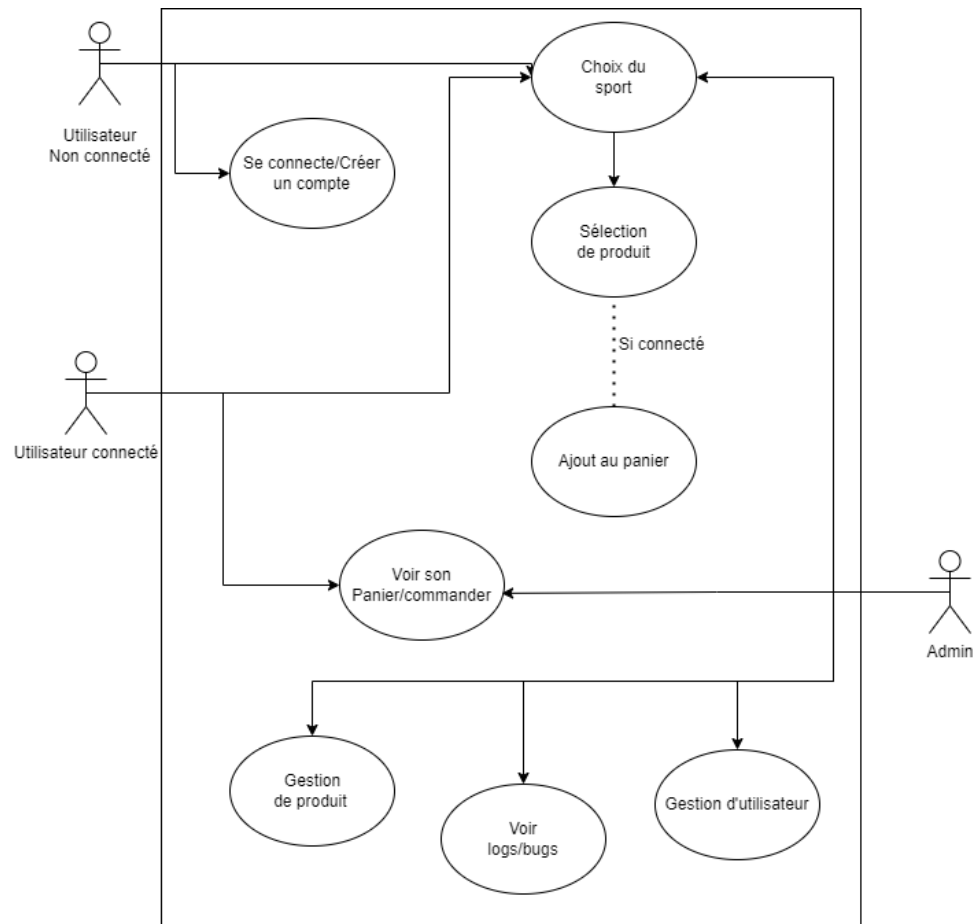 Choix du
sport
Utilisateur
Non connecté
Se connecte/Créer
un compte
Sélection
de produit
Si connecté
Utilisateur connecté
Ajout au panier
Voir son
Panier/commander
Admin
Gestion
de produit
Voir
logs/bugs
Gestion d'utilisateur